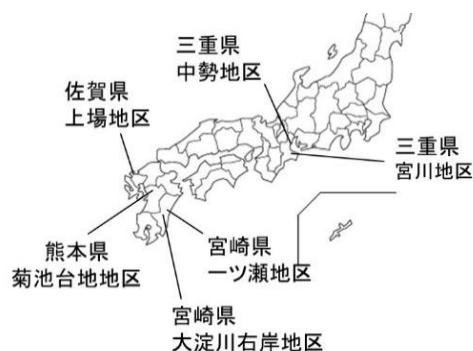 三重県
中勢地区
佐賀県
上場地区
三重県
宮川地区
熊本県
菊池台地地区
宮崎県
一ツ瀬地区
宮崎県
大淀川右岸地区